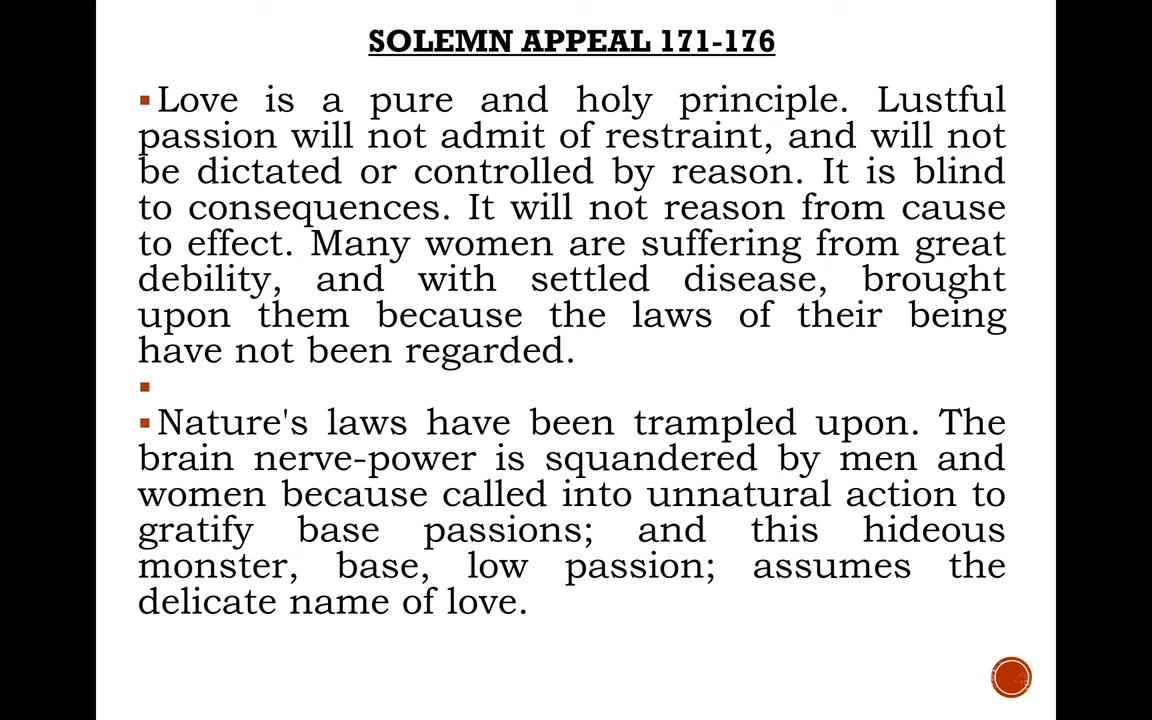 SOLEMN APPEAL 171-176
▪Love is a pure and holy principle. Lustful
passion will not admit of restraint, and will not
be dictated or controlled by reason. It is blind
to consequences. It will not reason from cause
to effect. Many women are suffering from great
debility, and with settled disease, brought
upon them because the laws of their being
have not been regarded.
▪
▪Nature's laws have been trampled upon. The
brain nerve-power is squandered by men and
women because called into unnatural action to
gratify base passions; and this hideous
monster, base, low passion; assumes the
delicate name of love.